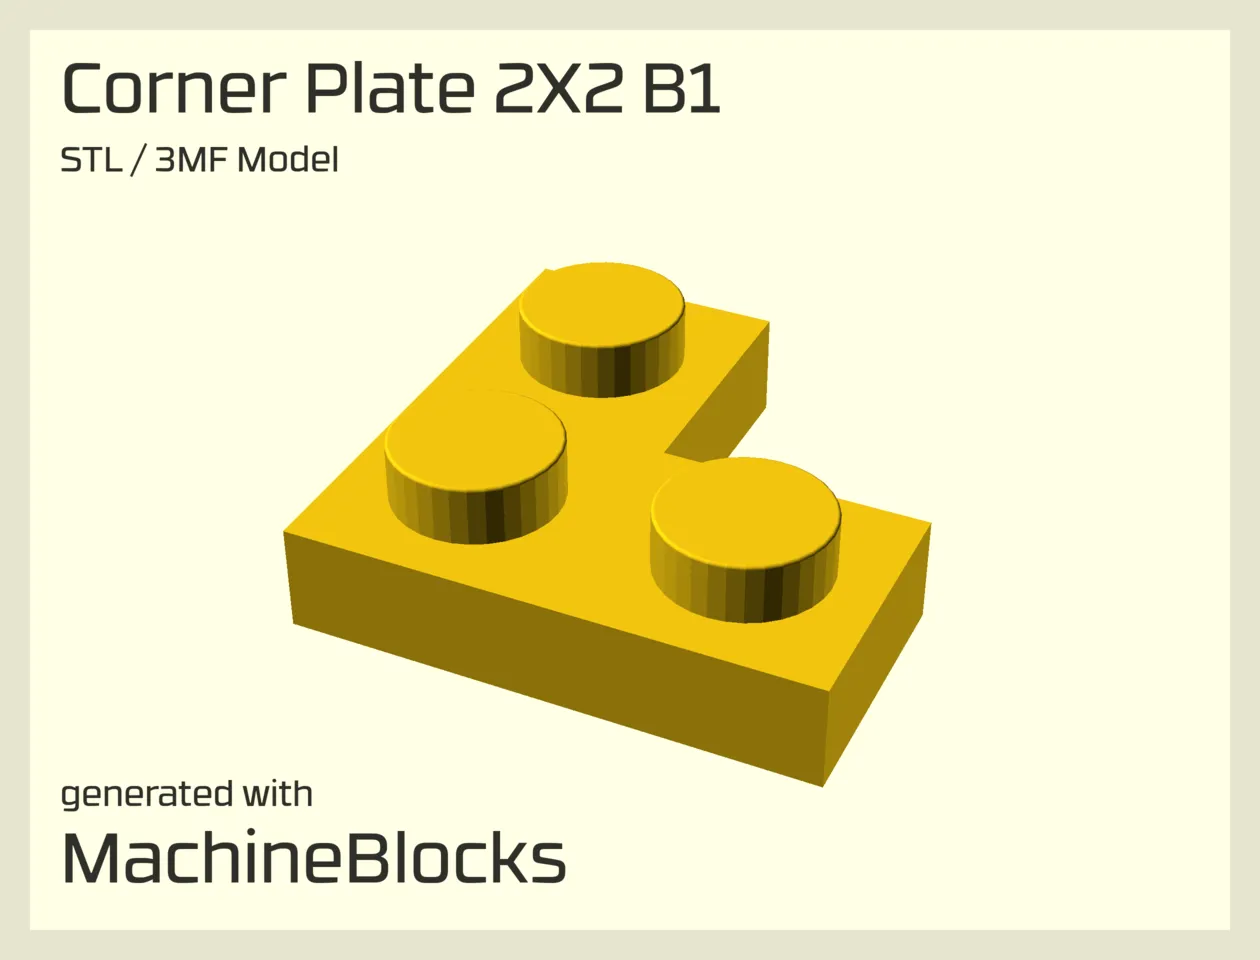 Corner Plate 2X2 B1
STL / 3MF Model
generated with
MachineBlocks